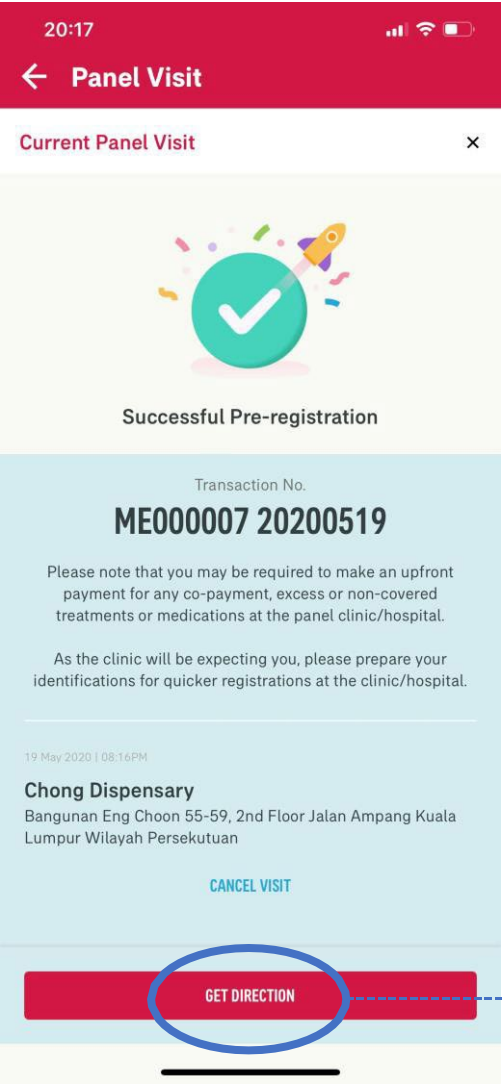 20:17
Panel Visit
Current Panel Visit
Successful Pre-registration
Transaction No.
ME000007 20200519
Please note that you may be required to make an upfront
payment for any co-payment, excess or non-covered
treatments or medications at the panel clinic/hospital.
As the clinic will be expecting you, please prepare your
identifications for quicker registrations at the clinic/hospital.
19 May 2020 | 08:16PM
Chong Dispensary
Bangunan Eng Choon 55-59, 2nd Floor Jalan Ampang Kuala
Lumpur Wilayah Persekutuan
CANCEL VISIT
GET DIRECTION